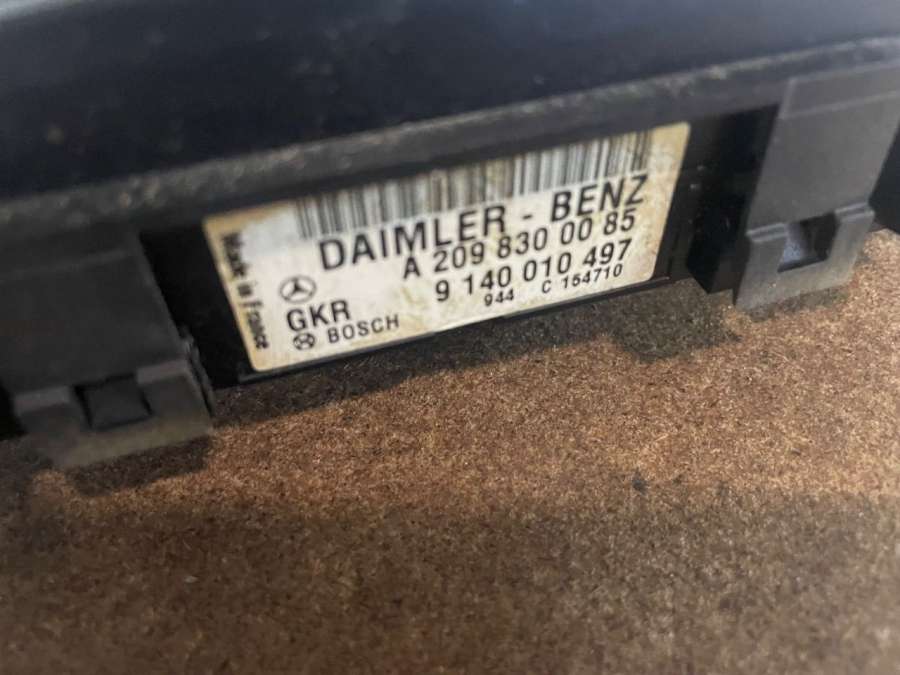 DAIMLER - BENZ
A 209 830 00 85
9 140 010 497
944 C 154710
GKR
BOSCH
Made in France